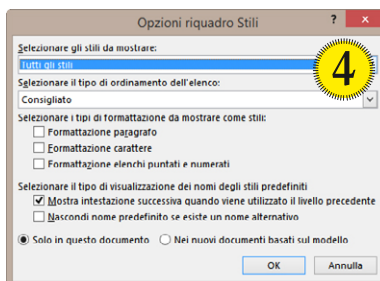 Opzioni riquadro Stili
?
x
Selezionare gli stili da mostrare:
Tutti gli stili
4
Selezionare il tipo di ordinamento dell'elenco:
Consigliato
Selezionare i tipi di formattazione da mostrare come stili:
Formattazione paragrafo
Formattazione carattere
Formattazione elenchi puntati e numerati
Selezionare il tipo di visualizzazione dei nomi degli stili predefiniti
Mostra intestazione successiva quando viene utilizzato il livello precedente
Nascondi nome predefinito se esiste un nome alternativo
Solo in questo documento Nei nuovi documenti basati sul modello
OK Annulla